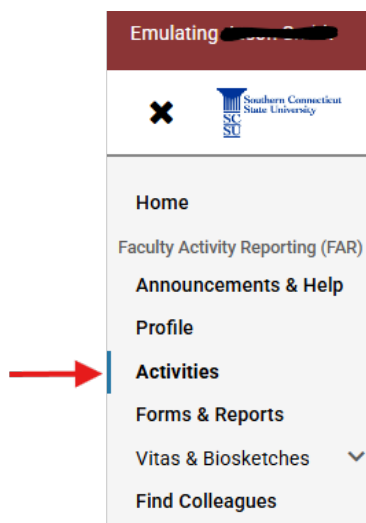 Emulating
Southern Connecticut
State University
SC
SU
Home
Faculty Activity Reporting (FAR)
Announcements & Help
Profile
Activities
Forms & Reports
Vitas & Biosketches
Find Colleagues